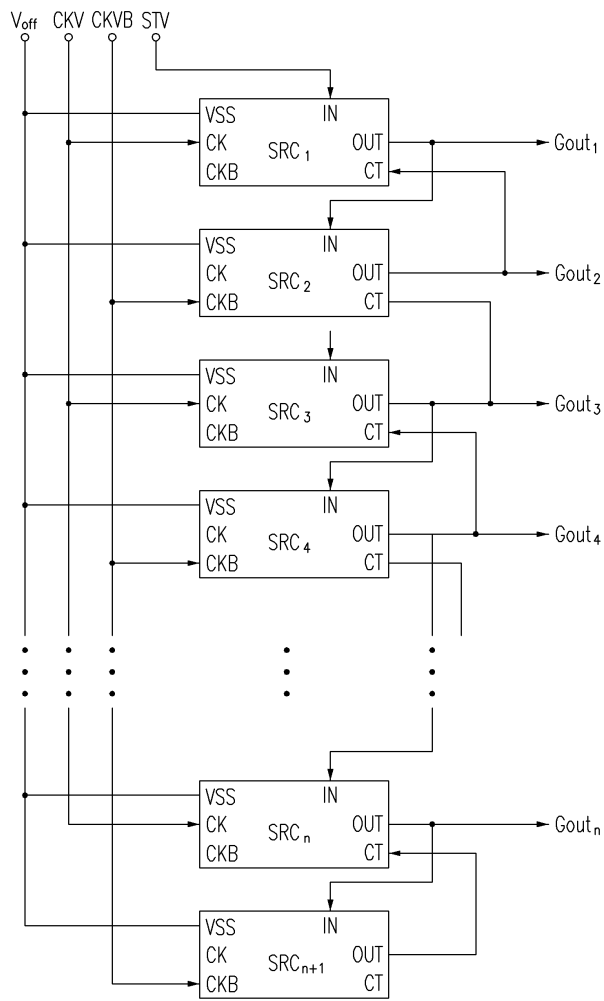 Voff CKV CKVB STV
VSS IN
CK SRC1 OUT Gout1
CKB CT
VSS IN
CK SRC2 OUT Gout2
CKB CT
VSS IN
CK SRC3 OUT Gout3
CKB CT
VSS IN
CK SRC4 OUT Gout4
CKB CT
VSS IN
CK SRCn OUT Goutn
CKB CT
VSS IN
CK SRCn+1 OUT
CKB CT